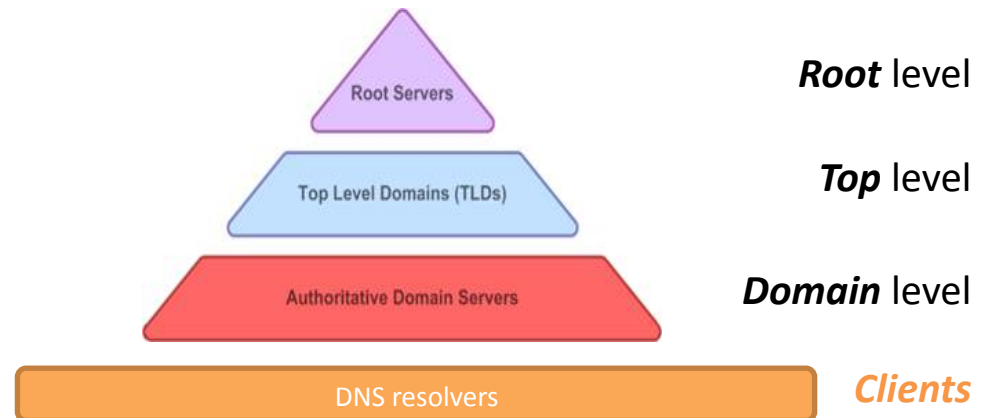 Root Servers
Root level
Top Level Domains (TLDs)
Top level
Authoritative Domain Servers
Domain level
DNS resolvers
Clients